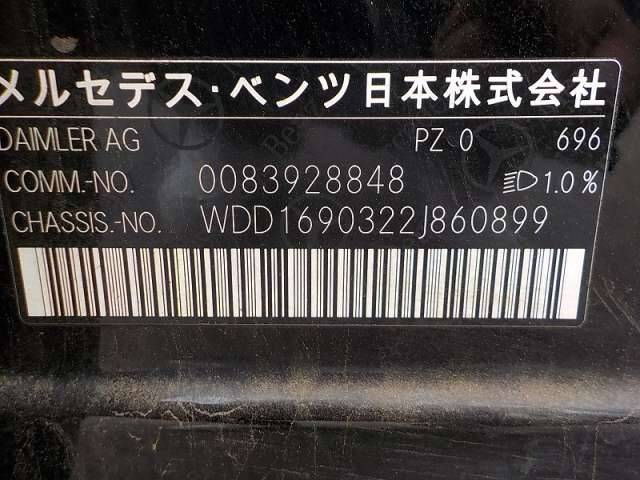 メルセデス・ベンツ日本株式会社
DAIMLER AG PZ 0 696
COMM.-NO. 0083928848 1.0%
CHASSIS.-NO. WDD1690322J860899